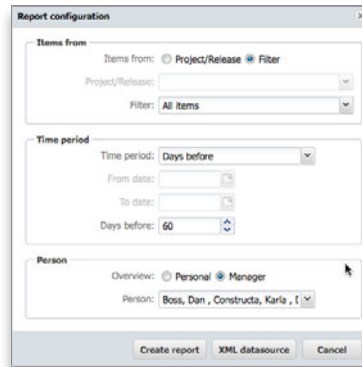 Report configuration
Items from
Items from: Project/Release Filter
Project/Release:
Filter: All items
Time period
Time period: Days before
From date:
To date:
Days before: 60
Person
Overview: Personal Manager
Person: Boss, Dan , Constructa, Karla , D
Create report XML datasource Cancel